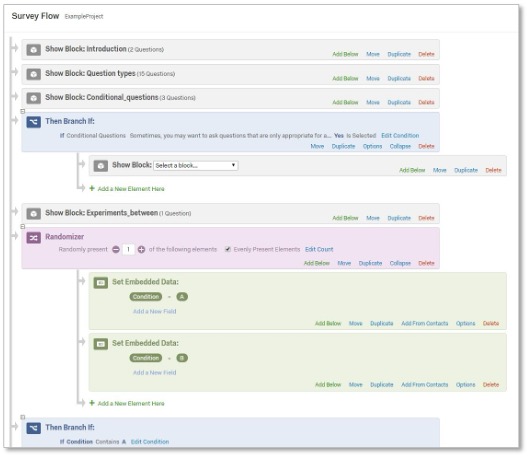 Survey Flow ExampleProject
Show Block: Introduction (2 Questions)
Add Below Move Duplicate Delete
Show Block: Question types (15 Questions)
Add Below Move Duplicate Delete
Show Block: Conditional_questions (3 Questions)
Add Below Move Duplicate Delete
Then Branch If:
If Conditional Questions Sometimes, you may want to ask questions that are only appropriate for a... Yes Is Selected Edit Condition
Move Duplicate Options Collapse Delete
Show Block: Select a block...
Add Below Move Duplicate Delete
+ Add a New Element Here
Show Block: Experiments_between (1 Question)
Add Below Move Duplicate Delete
Randomizer
Randomly present 1 of the following elements Evenly Present Elements Edit Count
Add Below Move Duplicate Collapse Delete
Set Embedded Data:
Condition = A
Add a New Field
Add Below Move Duplicate Add From Contacts Options Delete
Set Embedded Data:
Condition = B
Add a New Field
Add Below Move Duplicate Add From Contacts Options Delete
+ Add a New Element Here
Then Branch If:
If Condition Contains A Edit Condition